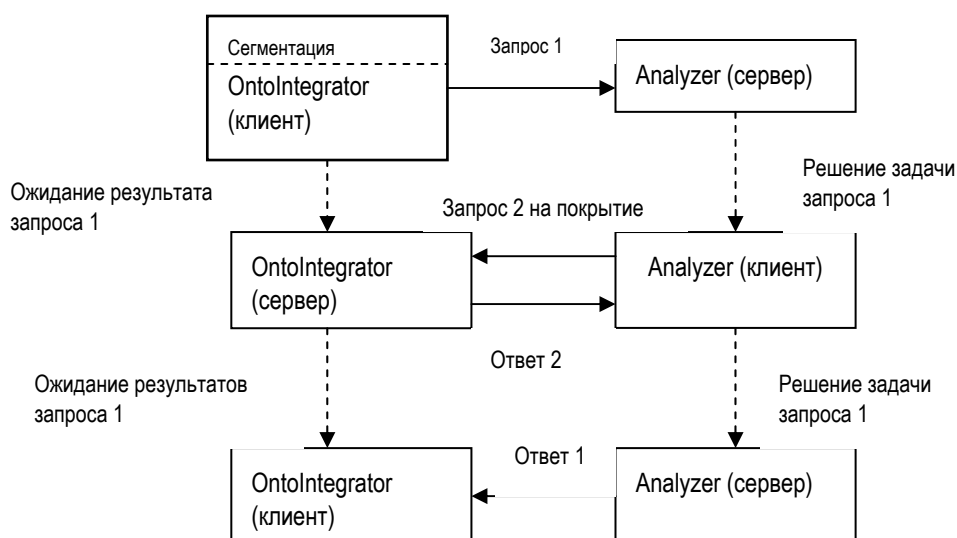 Сегментация
OntoIntegrator
(клиент)
Запрос 1
Analyzer (сервер)
Ожидание результата
запроса 1
Решение задачи
запроса 1
Запрос 2 на покрытие
OntoIntegrator
(сервер)
Analyzer (клиент)
Ответ 2
Ожидание результатов
запроса 1
Решение задачи
запроса 1
Ответ 1
OntoIntegrator
(клиент)
Analyzer (сервер)